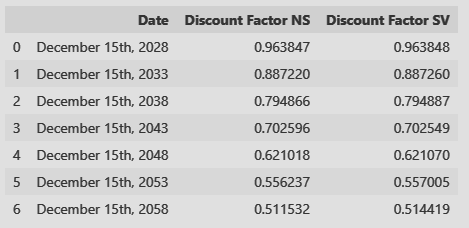 Date Discount Factor NS Discount Factor SV
0 December 15th, 2028 0.963847 0.963848
1 December 15th, 2033 0.887220 0.887260
2 December 15th, 2038 0.794866 0.794887
3 December 15th, 2043 0.702596 0.702549
4 December 15th, 2048 0.621018 0.621070
5 December 15th, 2053 0.556237 0.557005
6 December 15th, 2058 0.511532 0.514419